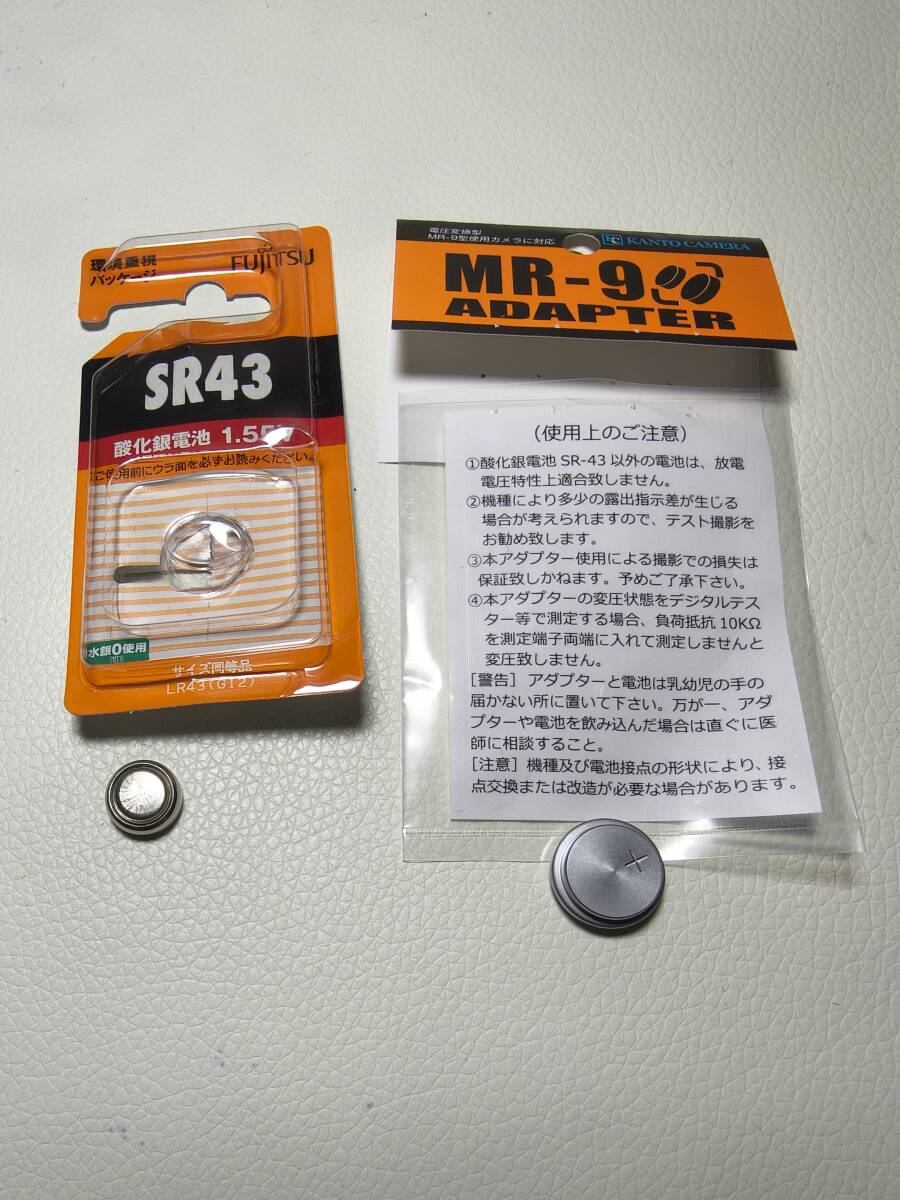 環境重視
パッケージ
FUJITSU
SR43
酸化銀電池 1.55V
ご使用前にウラ面を必ずお読みください。
水銀0使用
サイズ同等品
LR43(G12)
電圧変換型
MR-9型使用カメラに対応
KANTO CAMERA
MR-9
ADAPTER
(使用上のご注意)
①酸化銀電池 SR-43 以外の電池は、放電
電圧特性上適合致しません。
②機種により多少の露出指示差が生じる
場合が考えられますので、テスト撮影を
お勧め致します。
③本アダプター使用による撮影での損失は
保証致しかねます。予めご了承下さい。
④本アダプターの変圧状態をデジタルテス
ター等で測定する場合、負荷抵抗 10KΩ
を測定端子両端に入れて測定しませんと
変圧致しません。
[警告] アダプターと電池は乳幼児の手の
届かない所に置いて下さい。万が一、アダ
プターや電池を飲み込んだ場合は直ぐに医
師に相談すること。
[注意] 機種及び電池接点の形状により、接
点交換または改造が必要な場合があります。
+